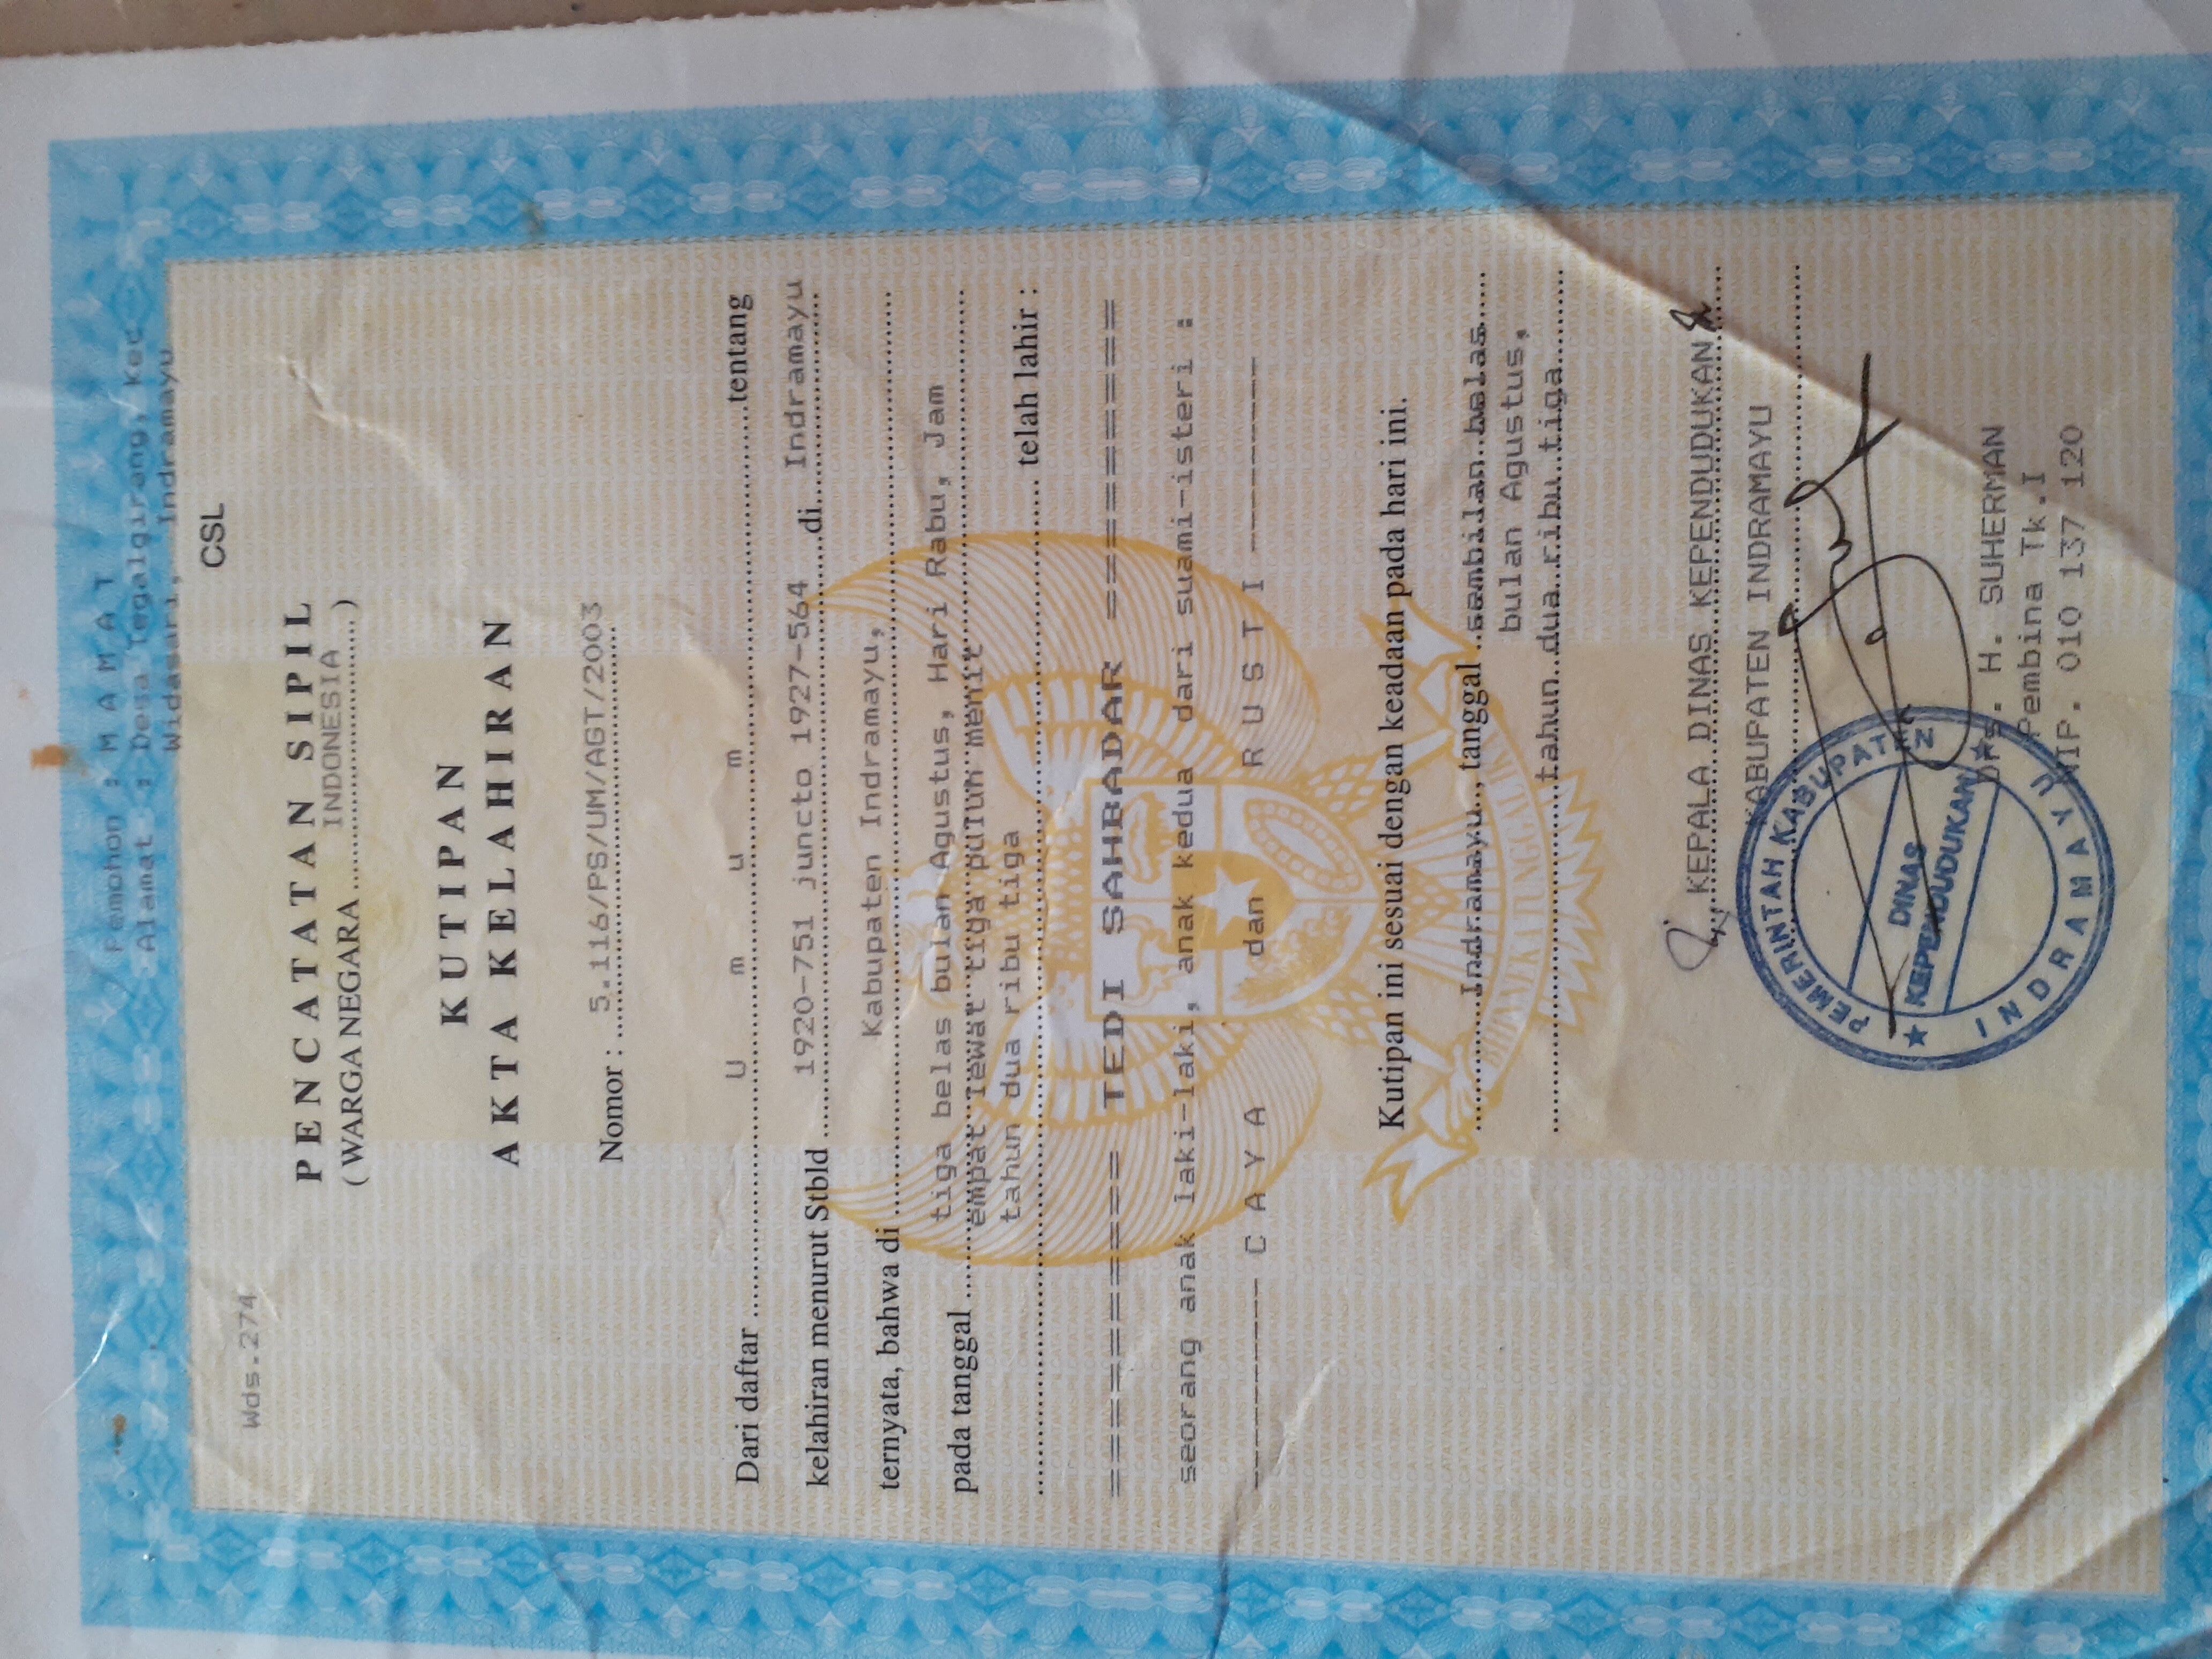 Pemohon : M A M A T
Alamat : Desa Tegalgirang, Kec
Widasari, Indramayu
CSL
Wds.274
PENCATATAN SIPIL
INDONESIA
( WARGA NEGARA .................................. )
KUTIPAN
AKTA KELAHIRAN
Nomor : ..5.116/PS/UM/AGT/2003
Dari daftar ............ U m u m ............ tentang
kelahiran menurut Stbld ...... 1920-751 juncto 1927-564 ......di.... Indramayu
ternyata, bahwa di ............ Kabupaten Indramayu,
tiga belas bulan Agustus, Hari Rabu, Jam
pada tanggal ....empat lewat tiga puluh menit
tahun dua ribu tiga
............ telah lahir :
============ TEDI SAHBADAR ============
seorang anak laki-laki, anak kedua dari suami-isteri :
----------- C A Y A dan R U S T I -----------
Kutipan ini sesuai dengan keadaan pada hari ini.
............Indramayu.., tanggal ..sembilan belas.....
bulan Agustus,
............tahun..dua.ribu.tiga.......
KEPALA DINAS KEPENDUDUKAN
KABUPATEN INDRAMAYU
PEMERINTAH KABUPATEN
DINAS
KEPENDUDUKAN
INDRAMAYU
Drs. H. SUHERMAN
Pembina Tk.I
NIP. 010 137 120
BHINNEKA TUNGGAL IKA